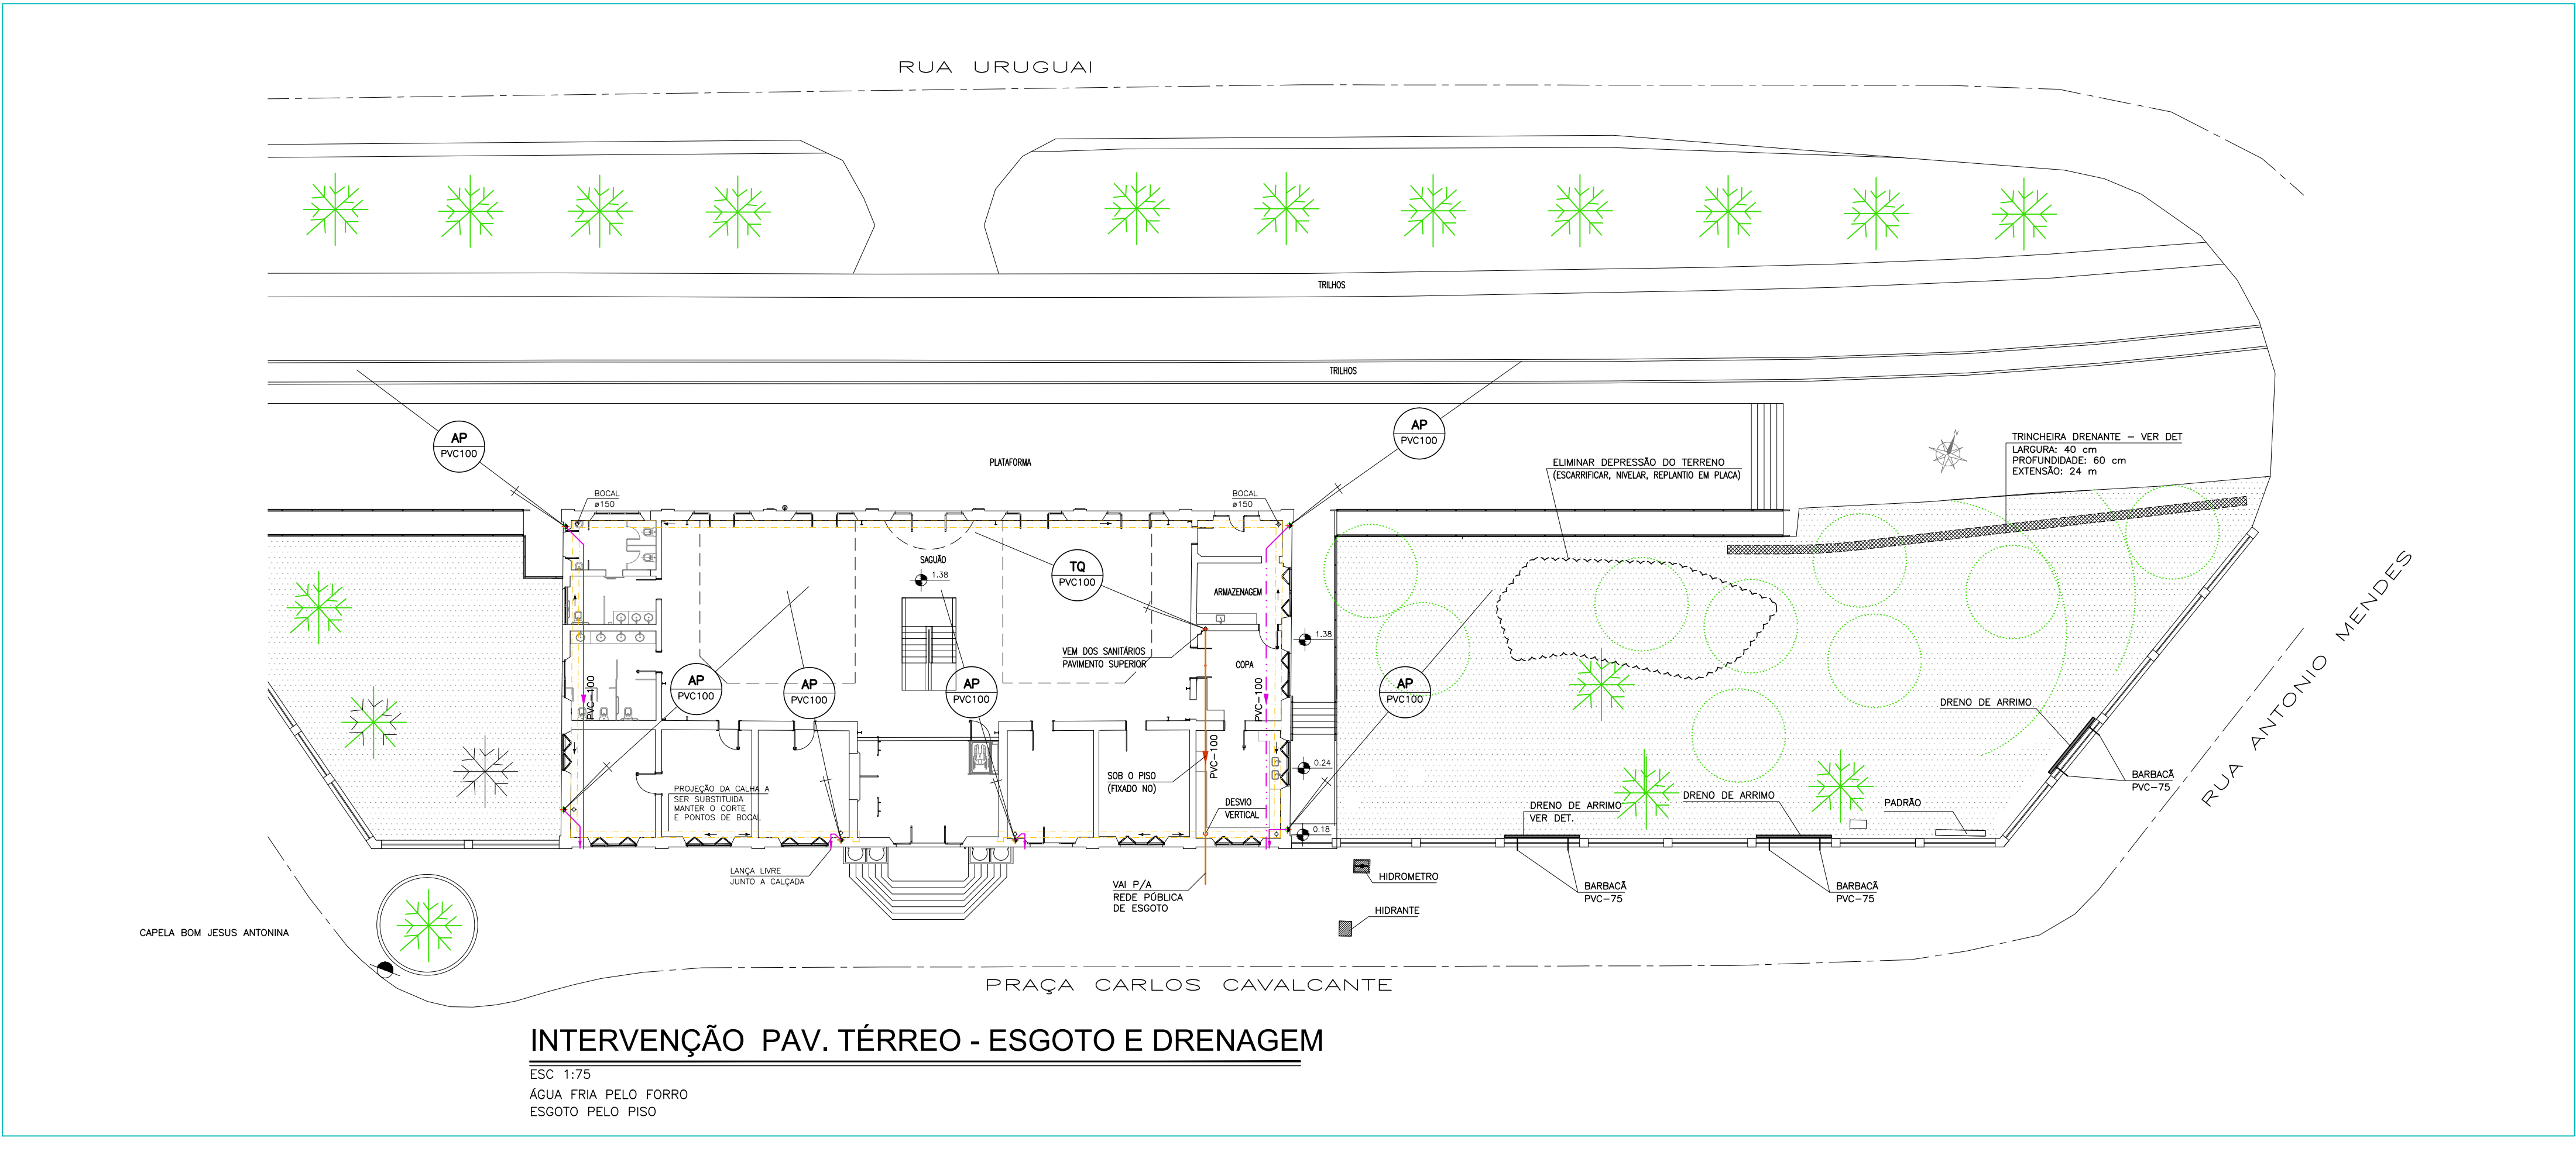 RUA URUGUAI
TRILHOS
TRILHOS
AP
PVC100
AP
PVC100
PLATAFORMA
N
TRINCHEIRA DRENANTE - VER DET
LARGURA: 40 cm
PROFUNDIDADE: 60 cm
EXTENSÃO: 24 m
ELIMINAR DEPRESSÃO DO TERRENO
(ESCARRIFICAR, NIVELAR, REPLANTIO EM PLACA)
BOCAL
ø150
BOCAL
ø150
SAGUÃO
1.38
TQ
PVC100
ARMAZENAGEM
1.38
VEM DOS SANITÁRIOS
PAVIMENTO SUPERIOR
COPA
AP
PVC100
AP
PVC100
AP
PVC100
AP
PVC100
PVC-100
PVC-100
PVC-100
DRENO DE ARRIMO
RUA ANTONIO MENDES
0.24
SOB O PISO
(FIXADO NO)
BARBACÃ
PVC-75
PROJEÇÃO DA CALHA A
SER SUBSTITUIDA
MANTER O CORTE
E PONTOS DE BOCAL
DESVIO
VERTICAL
DRENO DE ARRIMO
VER DET.
DRENO DE ARRIMO
PADRÃO
0.18
LANÇA LIVRE
JUNTO A CALÇADA
HIDROMETRO
VAI P/A
REDE PÚBLICA
DE ESGOTO
BARBACÃ
PVC-75
BARBACÃ
PVC-75
HIDRANTE
CAPELA BOM JESUS ANTONINA
PRAÇA CARLOS CAVALCANTE
INTERVENÇÃO PAV. TÉRREO - ESGOTO E DRENAGEM
ESC 1:75
ÁGUA FRIA PELO FORRO
ESGOTO PELO PISO